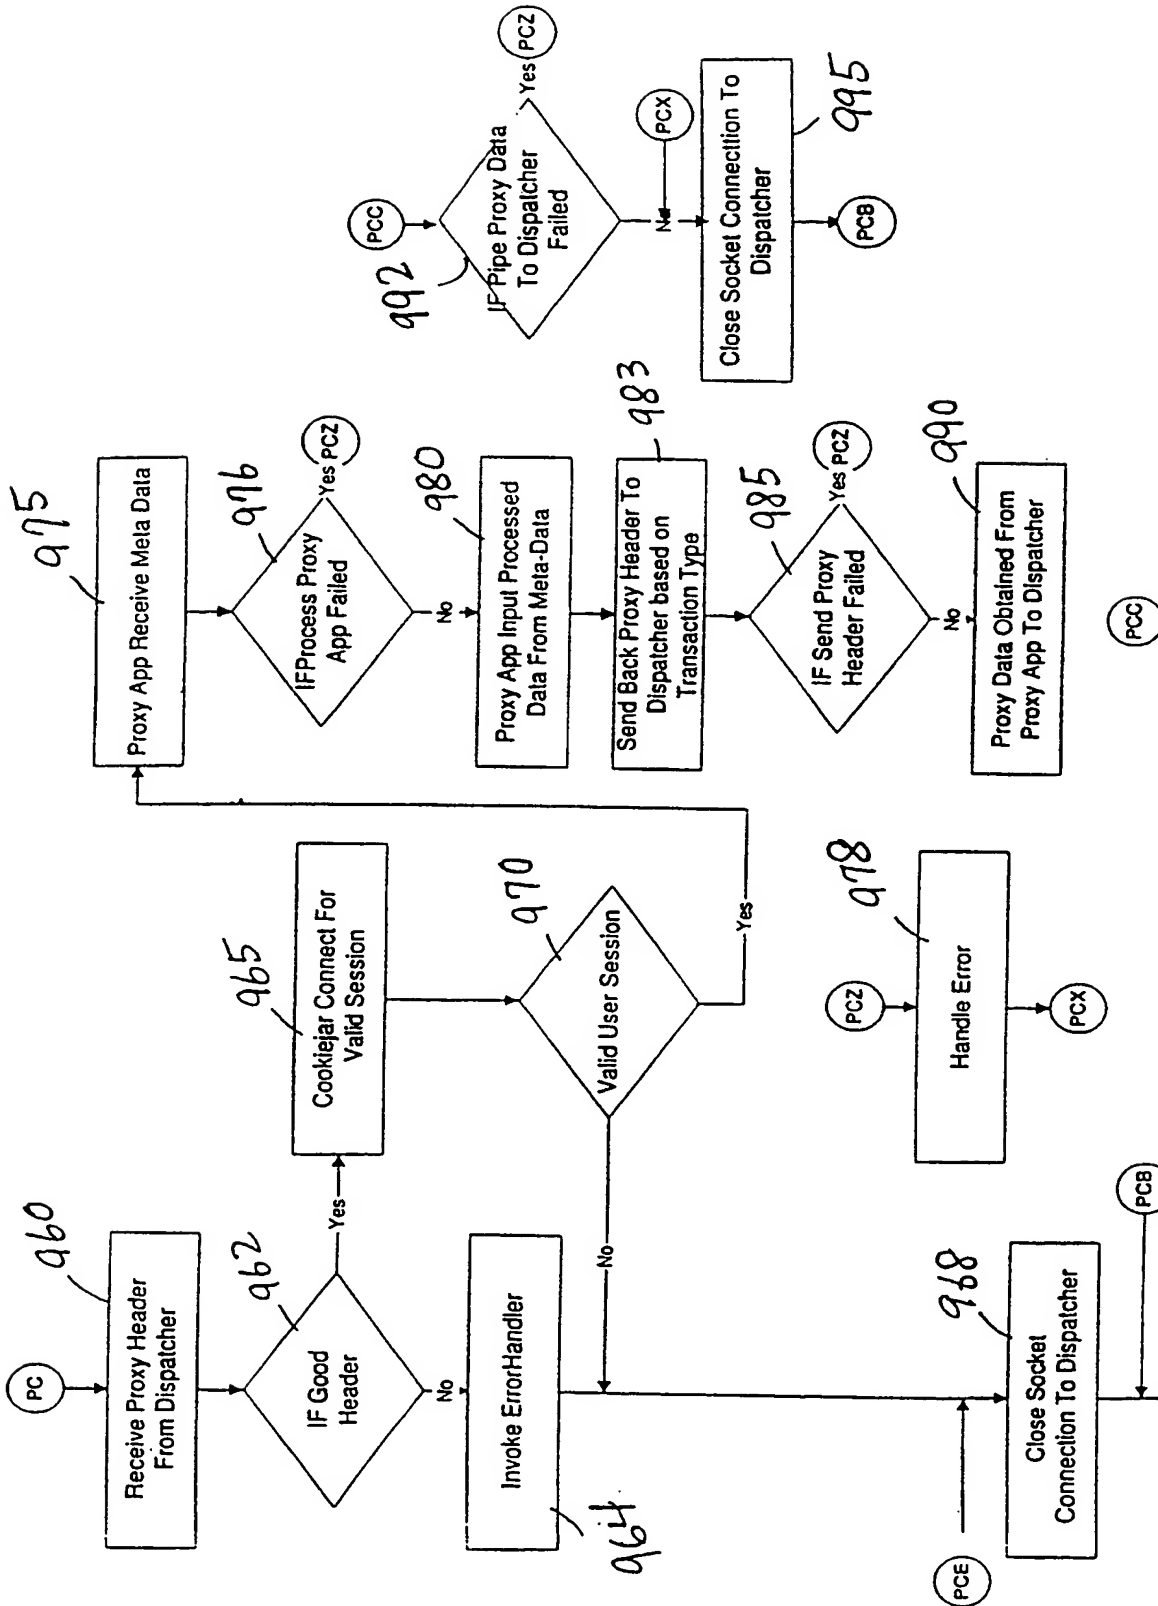 PC
960
Receive Proxy Header
From Dispatcher
962
IF Good
Header
Yes
No
Invoke ErrorHandler
964
965
Cookiejar Connect For
Valid Session
970
Valid User Session
No
Yes
PCE
968
Close Socket
Connection To Dispatcher
PCB
975
Proxy App Receive Meta Data
976
IFProcess Proxy
App Failed
Yes
PCZ
No
980
Proxy App Input Processed
Data From Meta-Data
983
Send Back Proxy Header To
Dispatcher based on
Transaction Type
985
IF Send Proxy
Header Failed
Yes
PCZ
No
990
Proxy Data Obtained From
Proxy App To Dispatcher
PCC
PCZ
978
Handle Error
PCX
PCC
992
IF Pipe Proxy Data
To Dispatcher
Failed
Yes
PCZ
PCX
No
995
Close Socket Connection To
Dispatcher
PCB